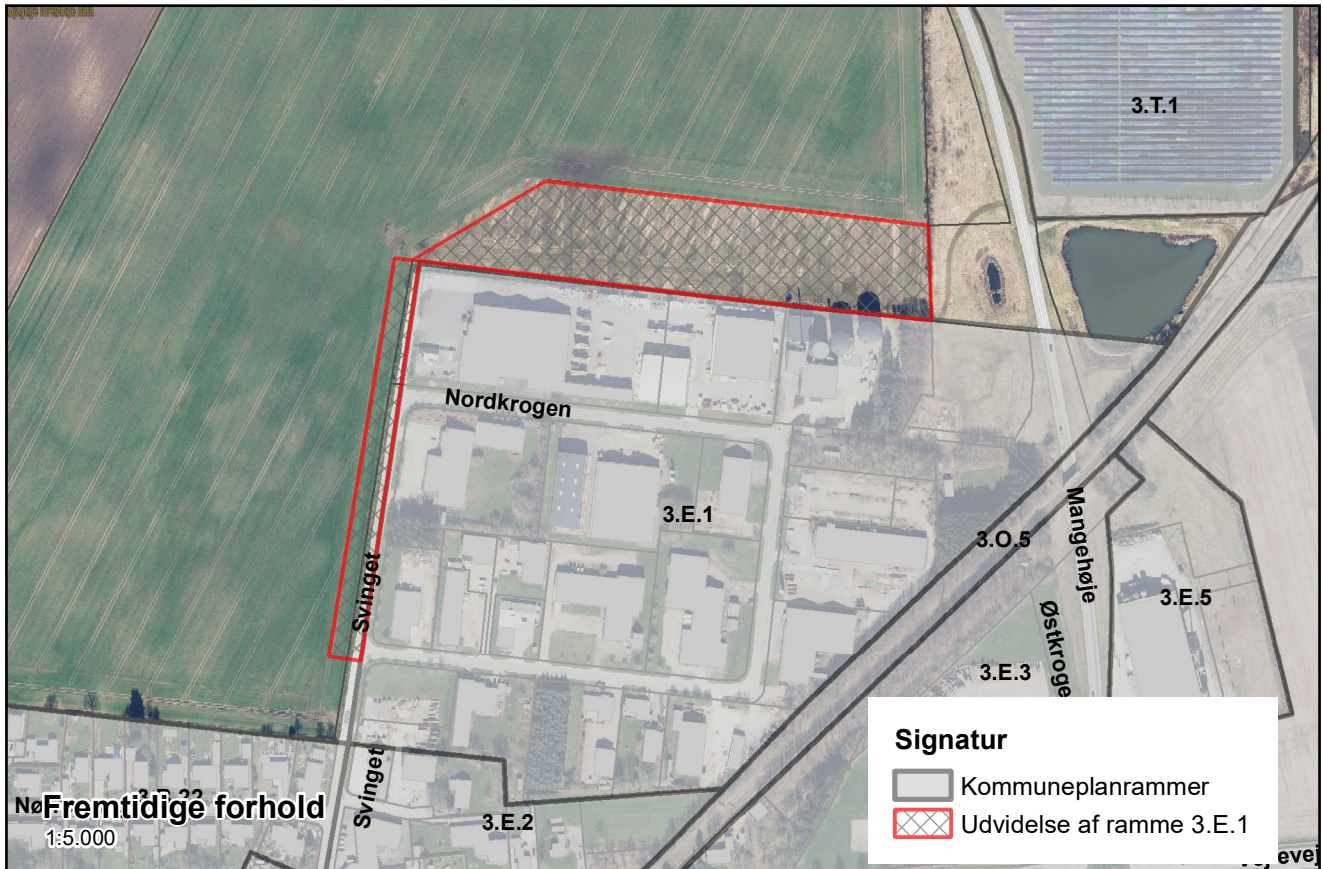 3.T.1
Nordkrogen
3.E.1
Mangehøje
3.O.5
Svinget
3.E.5
Østkroge
3.E.3
Signatur
Kommuneplanrammer
Udvidelse af ramme 3.E.1
Svinget
Fremtidige forhold
1:5.000
3.E.2